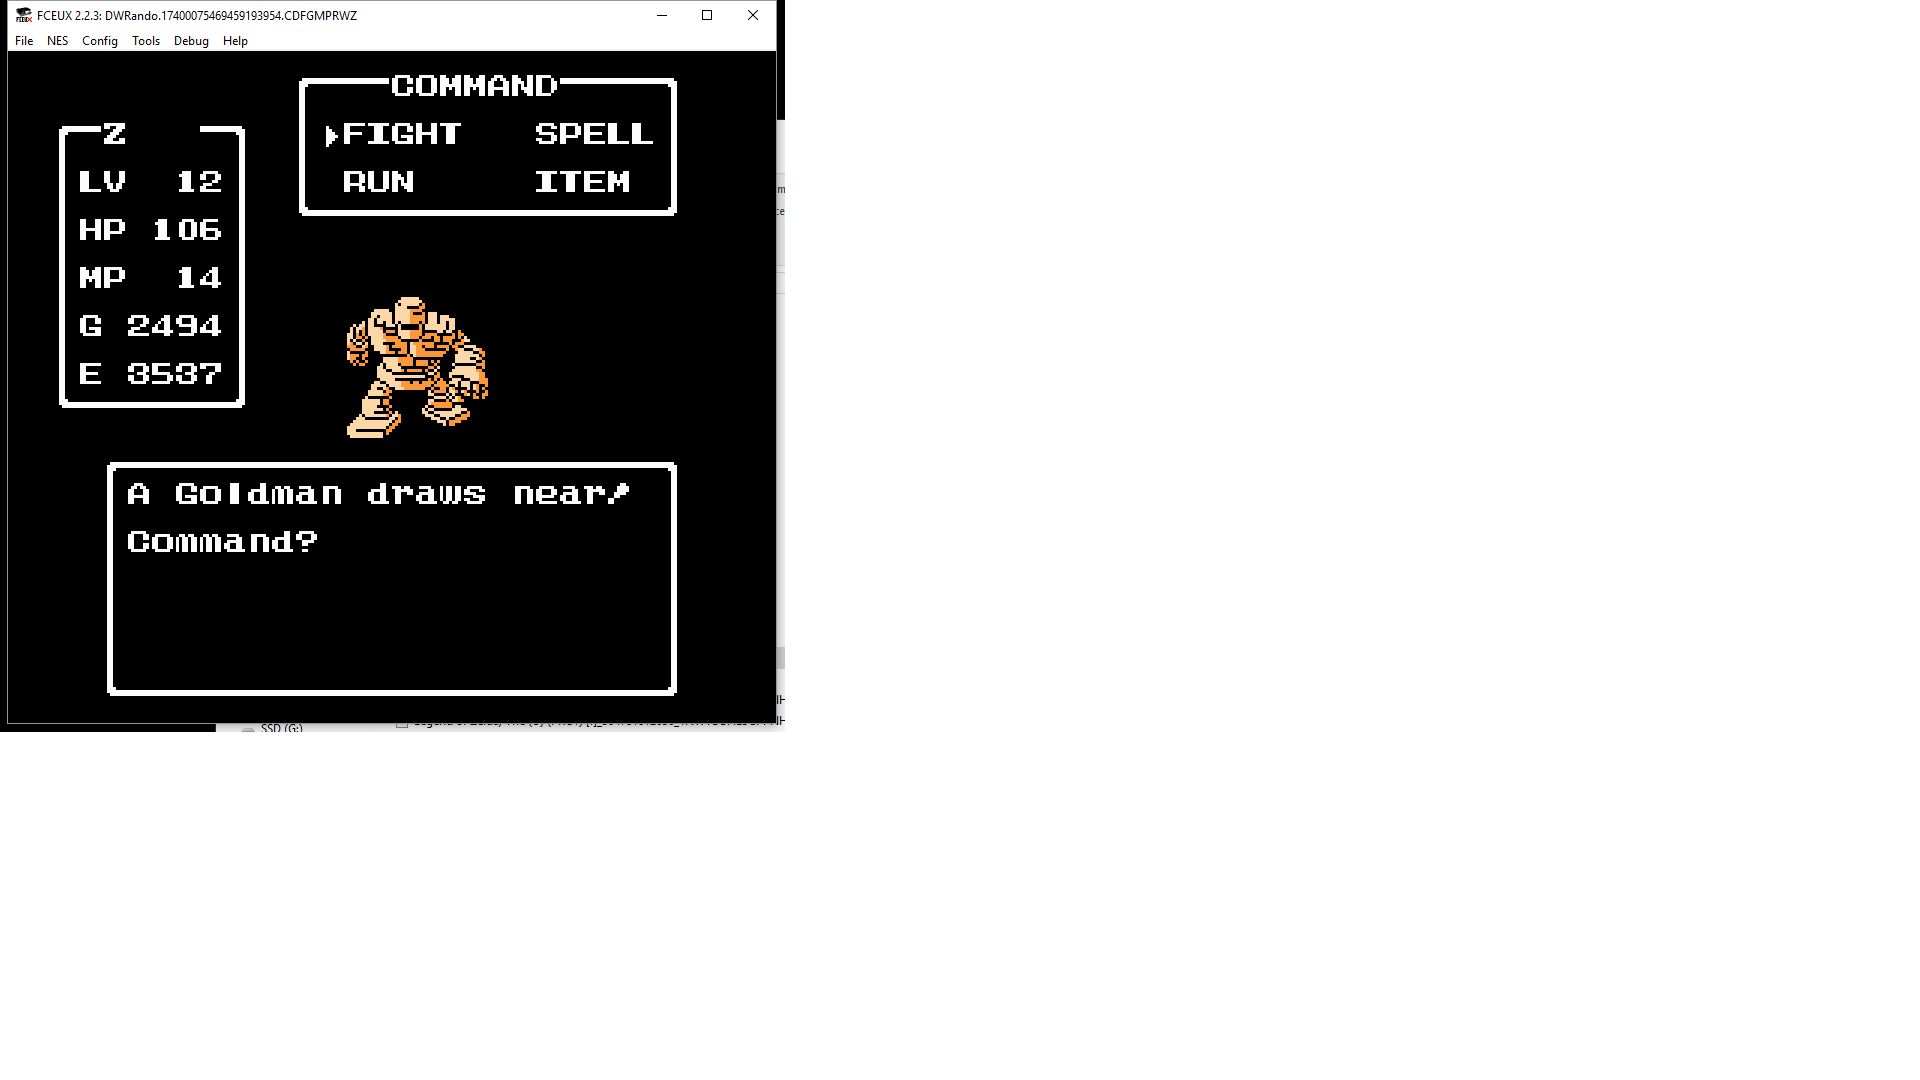 FCEUX 2.2.3: DWRando.17400075469459193954.CDFGMPRWZ
File NES Config Tools Debug Help
COMMAND
FIGHT SPELL
RUN ITEM
Z
LV 12
HP 106
MP 14
G 2494
E 3537
A Goldman draws near!
Command?
SSD (G:)